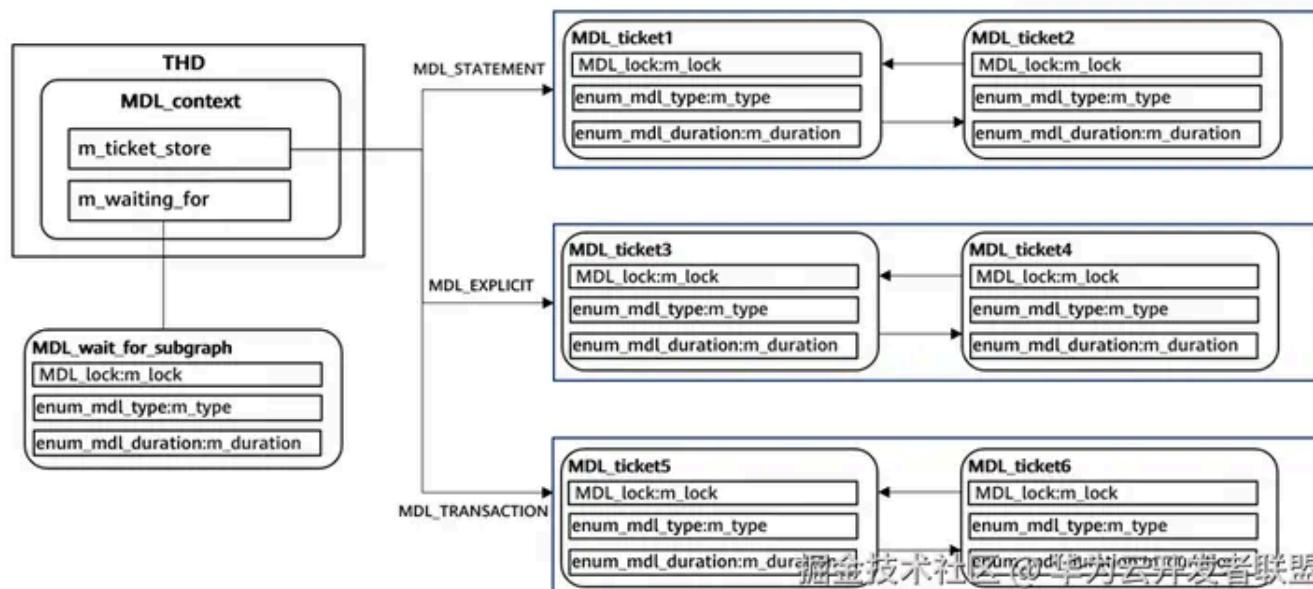 THD
MDL_context
m_ticket_store
m_waiting_for
MDL_wait_for_subgraph
MDL_lock:m_lock
enum_mdl_type:m_type
enum_mdl_duration:m_duration
MDL_STATEMENT
MDL_ticket1
MDL_lock:m_lock
enum_mdl_type:m_type
enum_mdl_duration:m_duration
MDL_ticket2
MDL_lock:m_lock
enum_mdl_type:m_type
enum_mdl_duration:m_duration
MDL_EXPLICIT
MDL_ticket3
MDL_lock:m_lock
enum_mdl_type:m_type
enum_mdl_duration:m_duration
MDL_ticket4
MDL_lock:m_lock
enum_mdl_type:m_type
enum_mdl_duration:m_duration
MDL_TRANSACTION
MDL_ticket5
MDL_lock:m_lock
enum_mdl_type:m_type
enum_mdl_duration:m_duration
MDL_ticket6
MDL_lock:m_lock
enum_mdl_type:m_type
掘金技术社区 @ 华为云开发者联盟